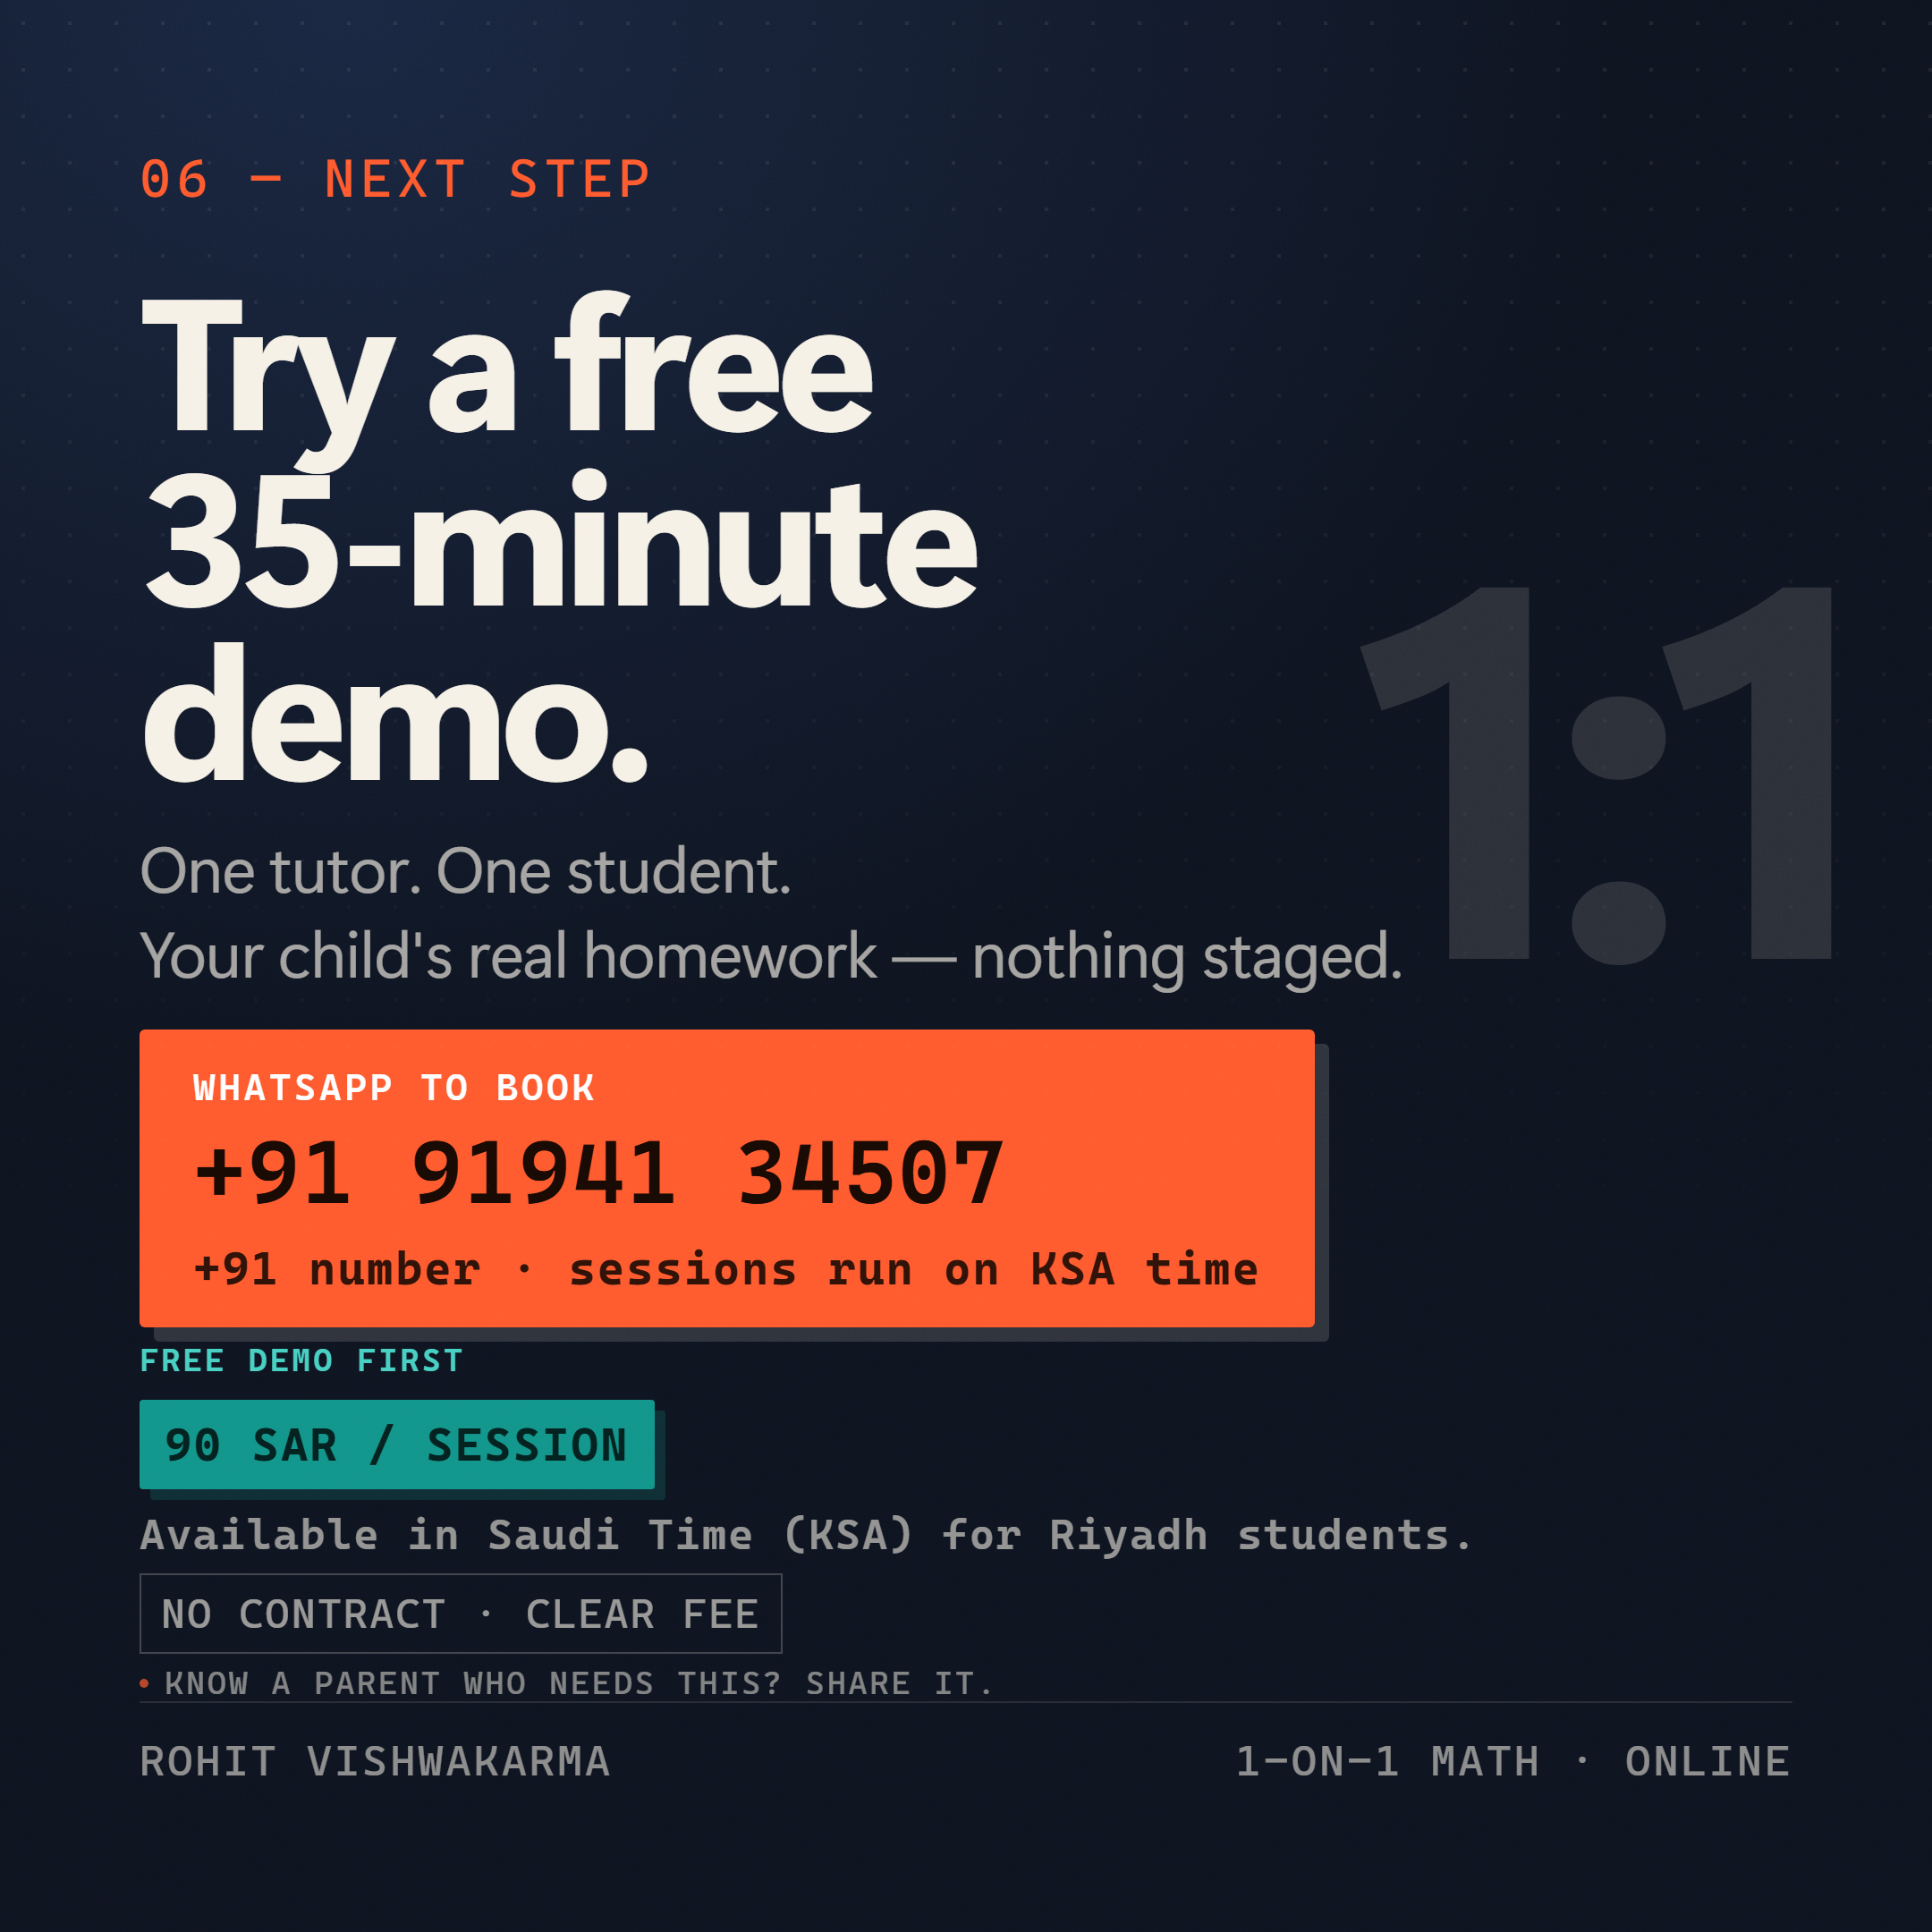 06 — NEXT STEP
Try a free
35-minute
demo.
1:1
One tutor. One student.
Your child's real homework — nothing staged.
WHATSAPP TO BOOK
+91 91941 34507
+91 number · sessions run on KSA time
FREE DEMO FIRST
90 SAR / SESSION
Available in Saudi Time (KSA) for Riyadh students.
NO CONTRACT · CLEAR FEE
• KNOW A PARENT WHO NEEDS THIS? SHARE IT.
ROHIT VISHWAKARMA
1-ON-1 MATH · ONLINE